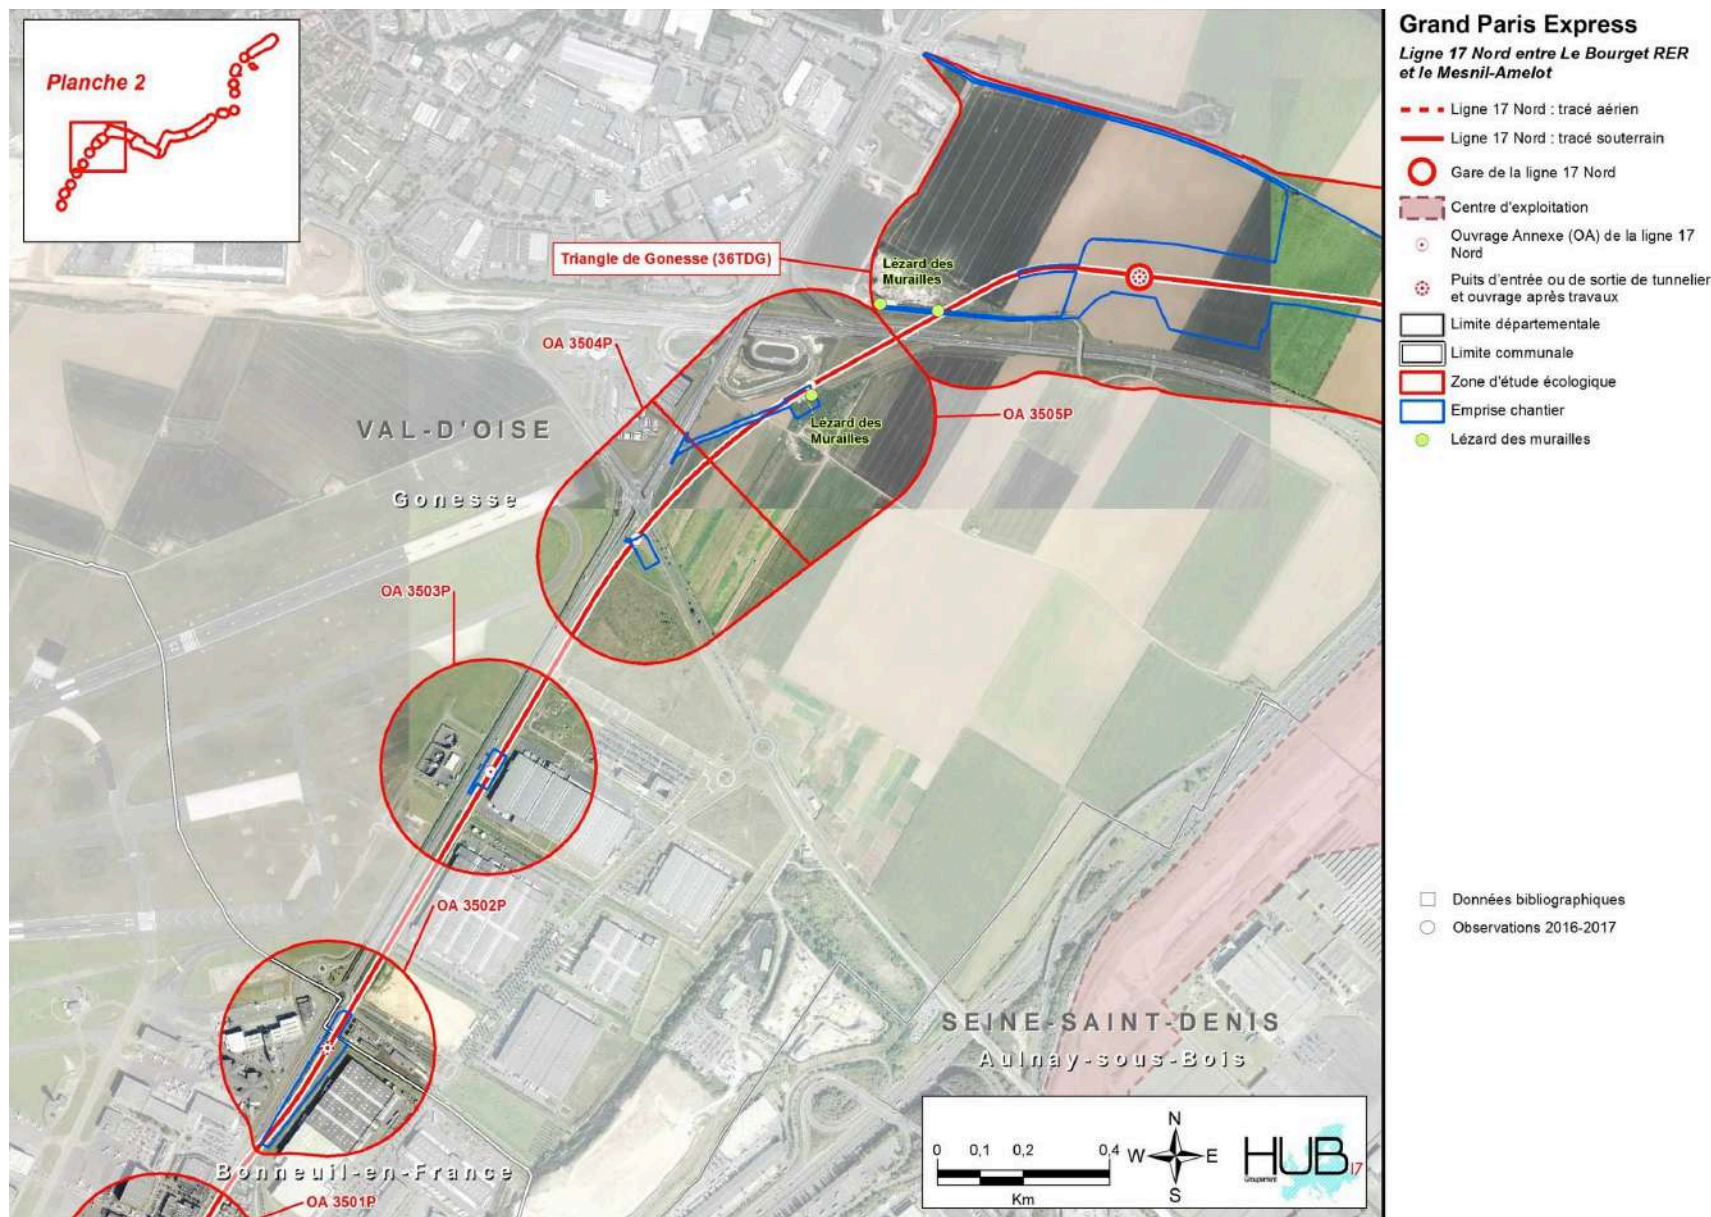 Planche 2
Triangle de Gonesse (36TDG)
Lézard des
Murailles
OA 3504P
Lézard des
Murailles
OA 3505P
VAL-D'OISE
Gonesse
OA 3503P
OA 3502P
SEINE-SAINT-DENIS
Aulnay-sous-Bois
Bonneuil-en-France
OA 3501P
0 0,1 0,2 0,4
Km
N
W E
S
HUB 17
Groupement
Grand Paris Express
Ligne 17 Nord entre Le Bourget RER
et le Mesnil-Amelot
Ligne 17 Nord : tracé aérien
Ligne 17 Nord : tracé souterrain
Gare de la ligne 17 Nord
Centre d'exploitation
Ouvrage Annexe (OA) de la ligne 17
Nord
Puits d'entrée ou de sortie de tunnelier
et ouvrage après travaux
Limite départementale
Limite communale
Zone d'étude écologique
Emprise chantier
Lézard des murailles
Données bibliographiques
Observations 2016-2017